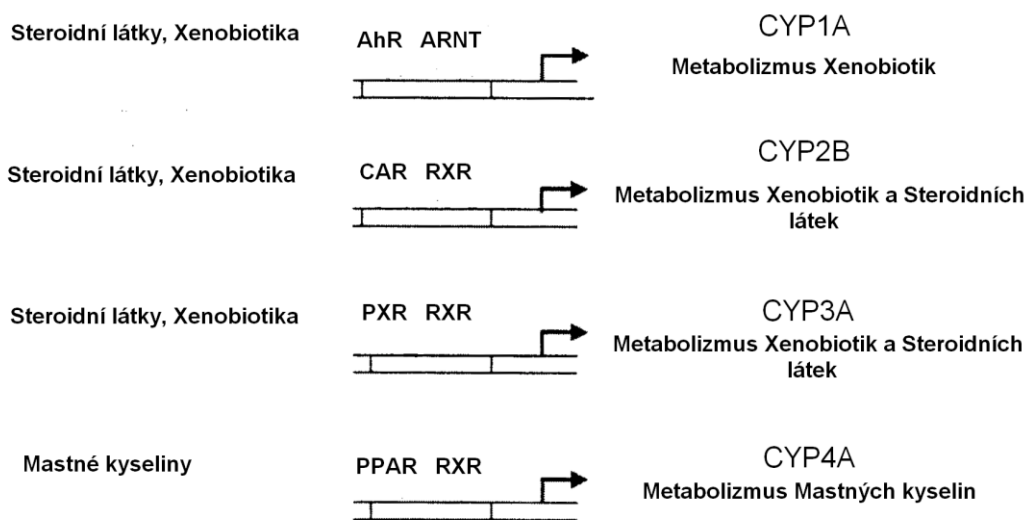 Steroidní látky, Xenobiotika
AhR ARNT
CYP1A
Metabolizmus Xenobiotik
Steroidní látky, Xenobiotika
CAR RXR
CYP2B
Metabolizmus Xenobiotik a Steroidních
látek
Steroidní látky, Xenobiotika
PXR RXR
CYP3A
Metabolizmus Xenobiotik a Steroidních
látek
Mastné kyseliny
PPAR RXR
CYP4A
Metabolizmus Mastných kyselin